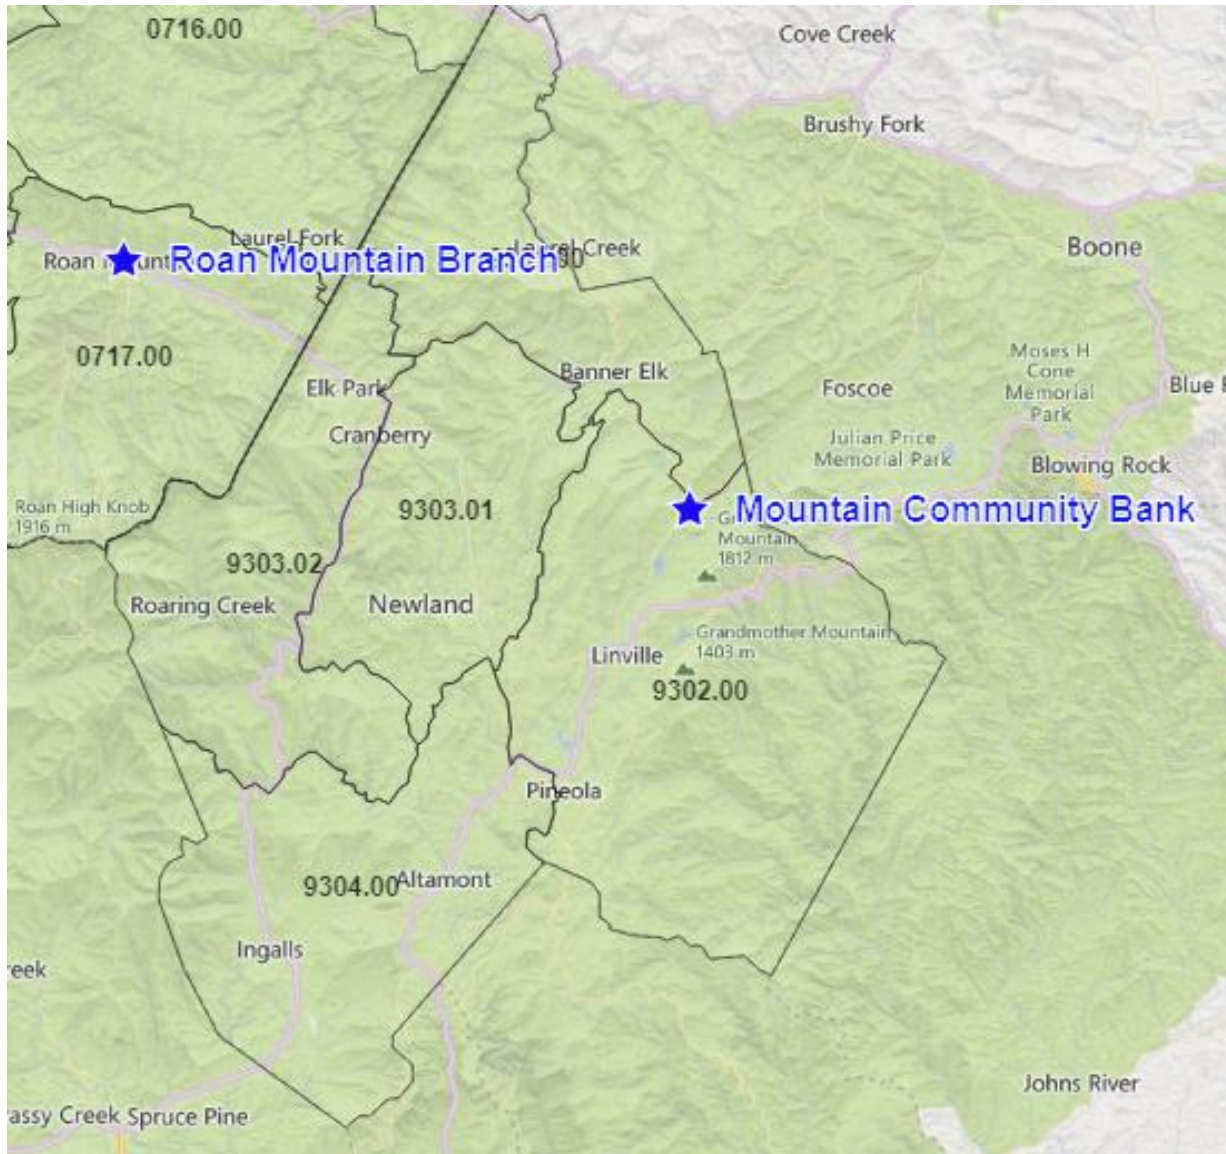 0716.00
Cove Creek
Brushy Fork
Laurel Fork
Boone
Roan Mountain Branch
Creek
Moses H
Cone
Memorial
Park
0717.00
Banner Elk
Elk Park
Foscoe
Blue
Cranberry
Julian Price
Memorial Park
Blowing Rock
Roan High Knob
1916 m
9303.01
Mountain Community Bank
Mountain
1812 m
9303.02
Roaring Creek
Newland
Grandmother Mountain
1403 m
Linville
9302.00
Pineola
9304.00
Altamont
Ingalls
reek
Johns River
assy Creek
Spruce Pine